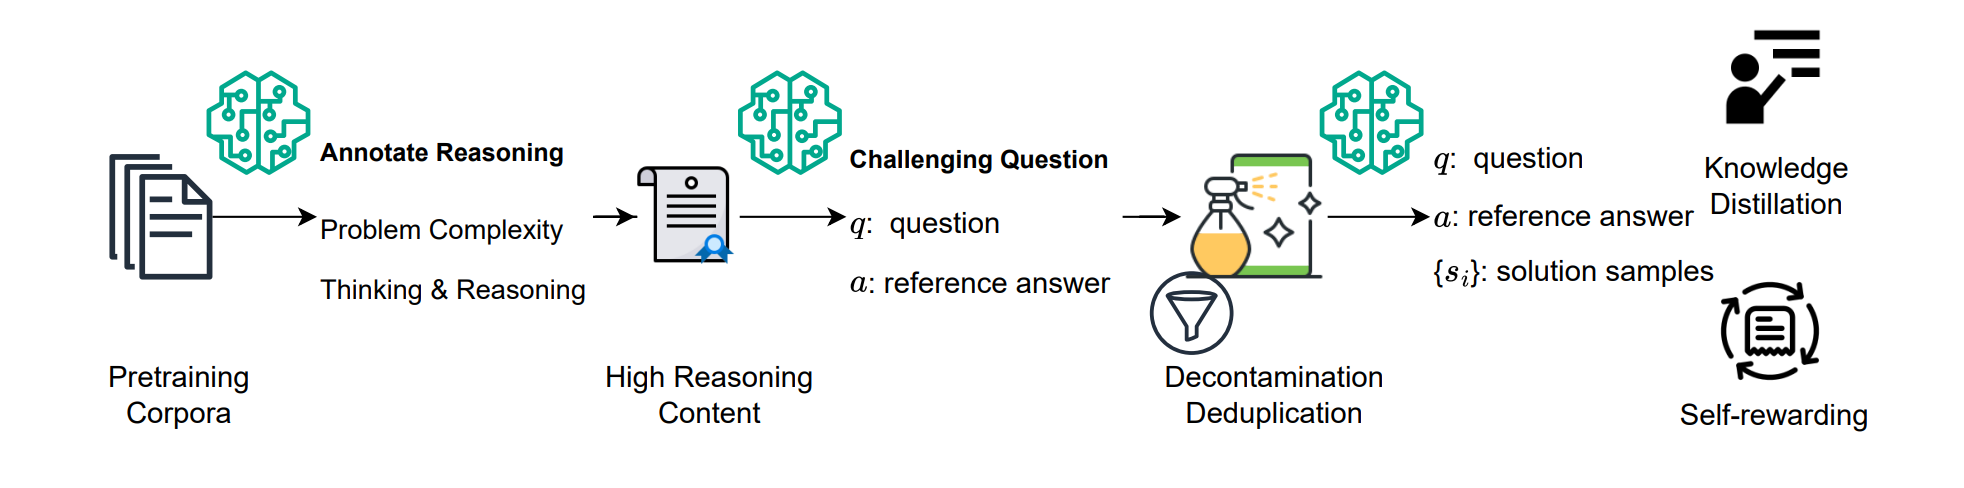 Annotate Reasoning
Problem Complexity
Thinking & Reasoning
Pretraining
Corpora
High Reasoning
Content
Challenging Question
q: question
a: reference answer
Decontamination
Deduplication
q: question
a: reference answer
{s_i}: solution samples
Knowledge
Distillation
Self-rewarding